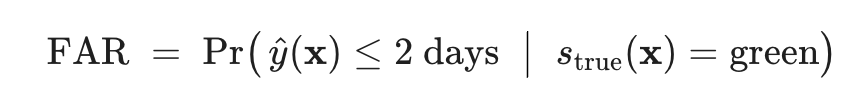 FAR = Pr(ŷ(𝐱) ≤ 2 days | s_true(𝐱) = green)